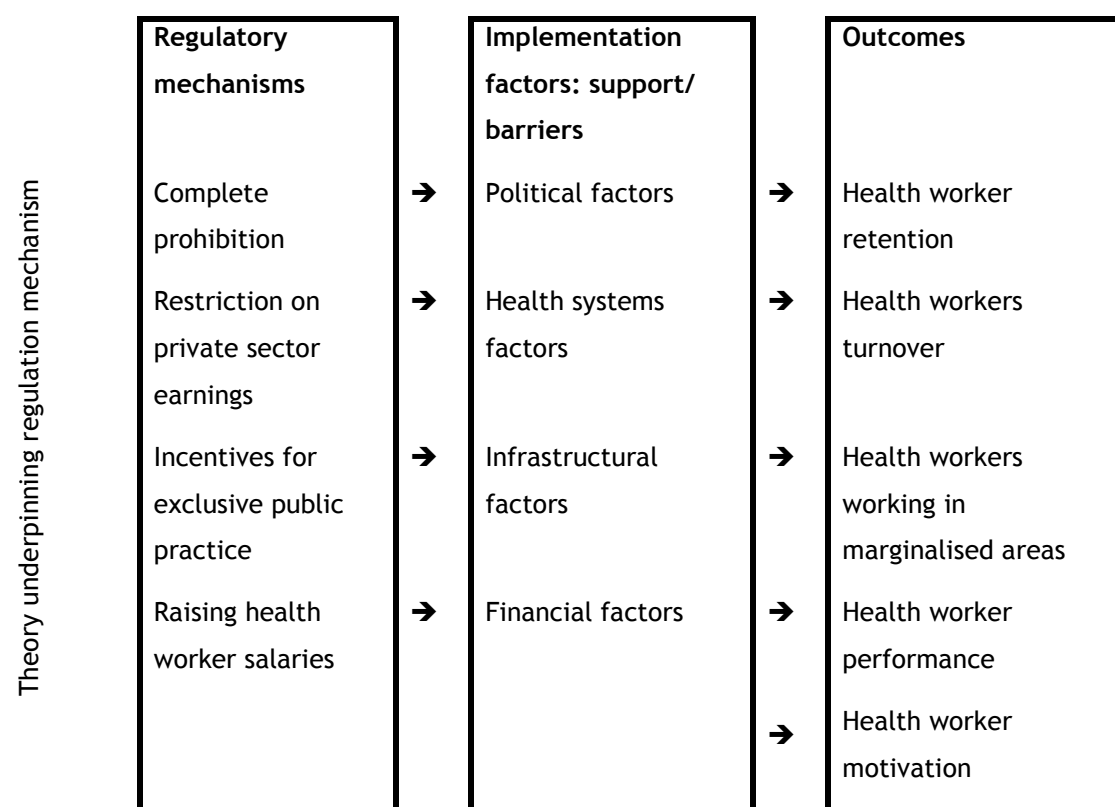 Theory underpinning regulation mechanism
Regulatory
mechanisms
Complete
prohibition
Restriction on
private sector
earnings
Incentives for
exclusive public
practice
Raising health
worker salaries
Implementation
factors: support/
barriers
Political factors
Health systems
factors
Infrastructural
factors
Financial factors
Outcomes
Health worker
retention
Health workers
turnover
Health workers
working in
marginalised areas
Health worker
performance
Health worker
motivation